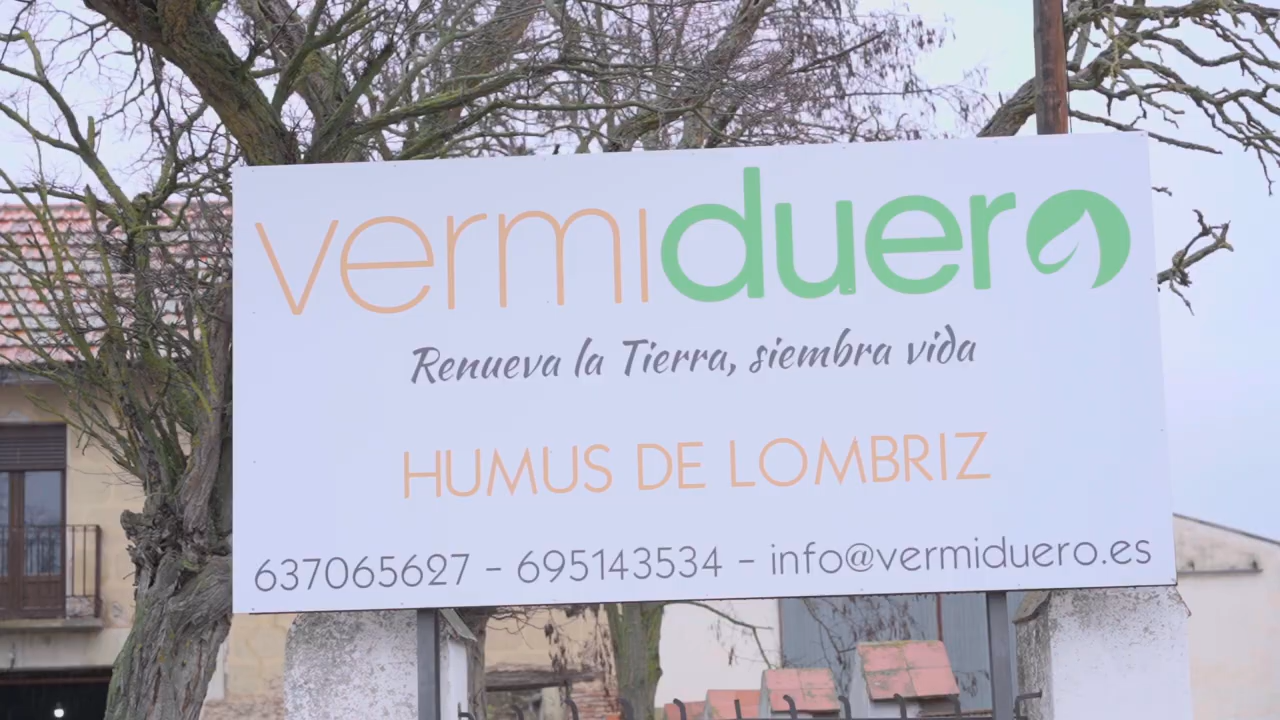 vermiduero
Renueva la Tierra, siembra vida
HUMUS DE LOMBRIZ
637065627 - 695143534 - info@vermiduero.es